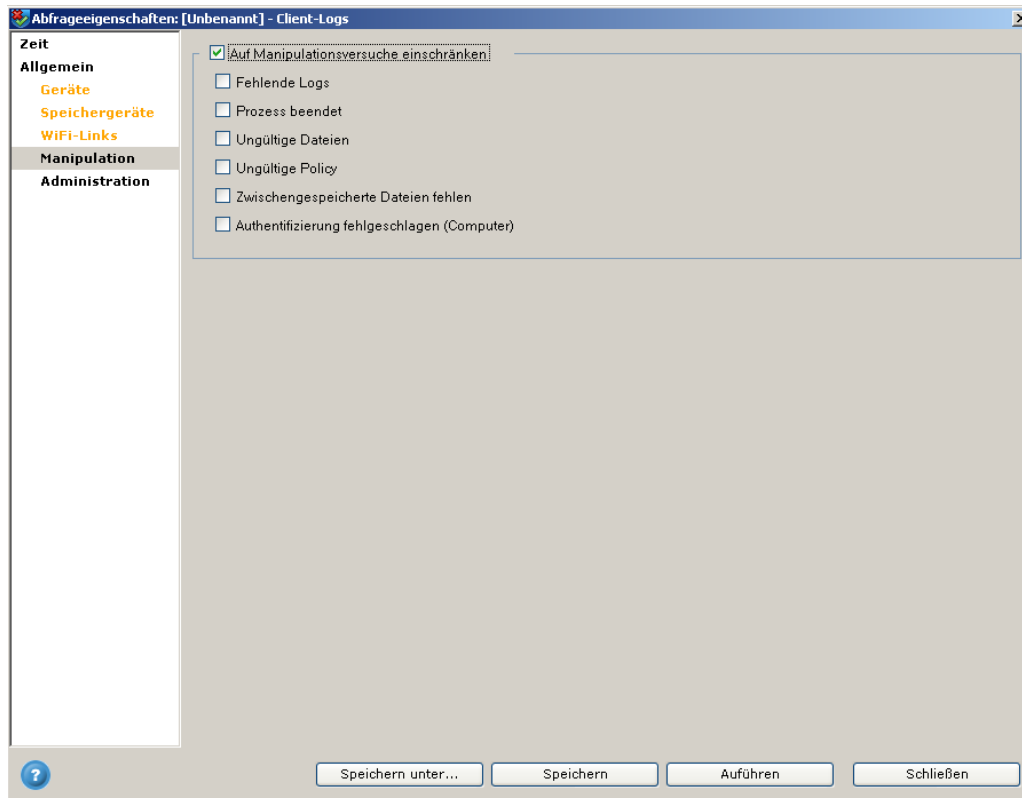 Abfrageeigenschaften: [Unbenannt] - Client-Logs
Zeit
Allgemein
Geräte
Speichergeräte
WiFi-Links
Manipulation
Administration
Auf Manipulationsversuche einschränken
Fehlende Logs
Prozess beendet
Ungültige Dateien
Ungültige Policy
Zwischengespeicherte Dateien fehlen
Authentifizierung fehlgeschlagen (Computer)
?
Speichern unter...
Speichern
Auführen
Schließen